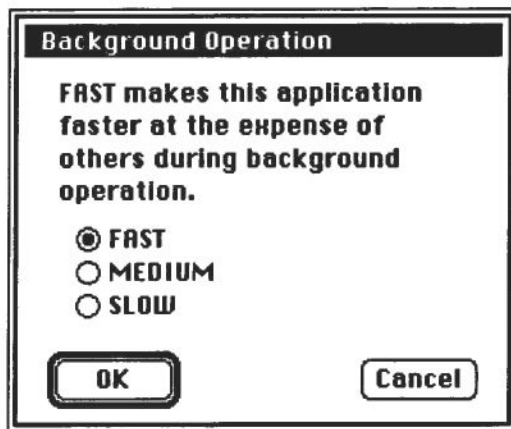 Background Operation
FAST makes this application
faster at the expense of
others during background
operation.
FAST
MEDIUM
SLOW
OK
Cancel